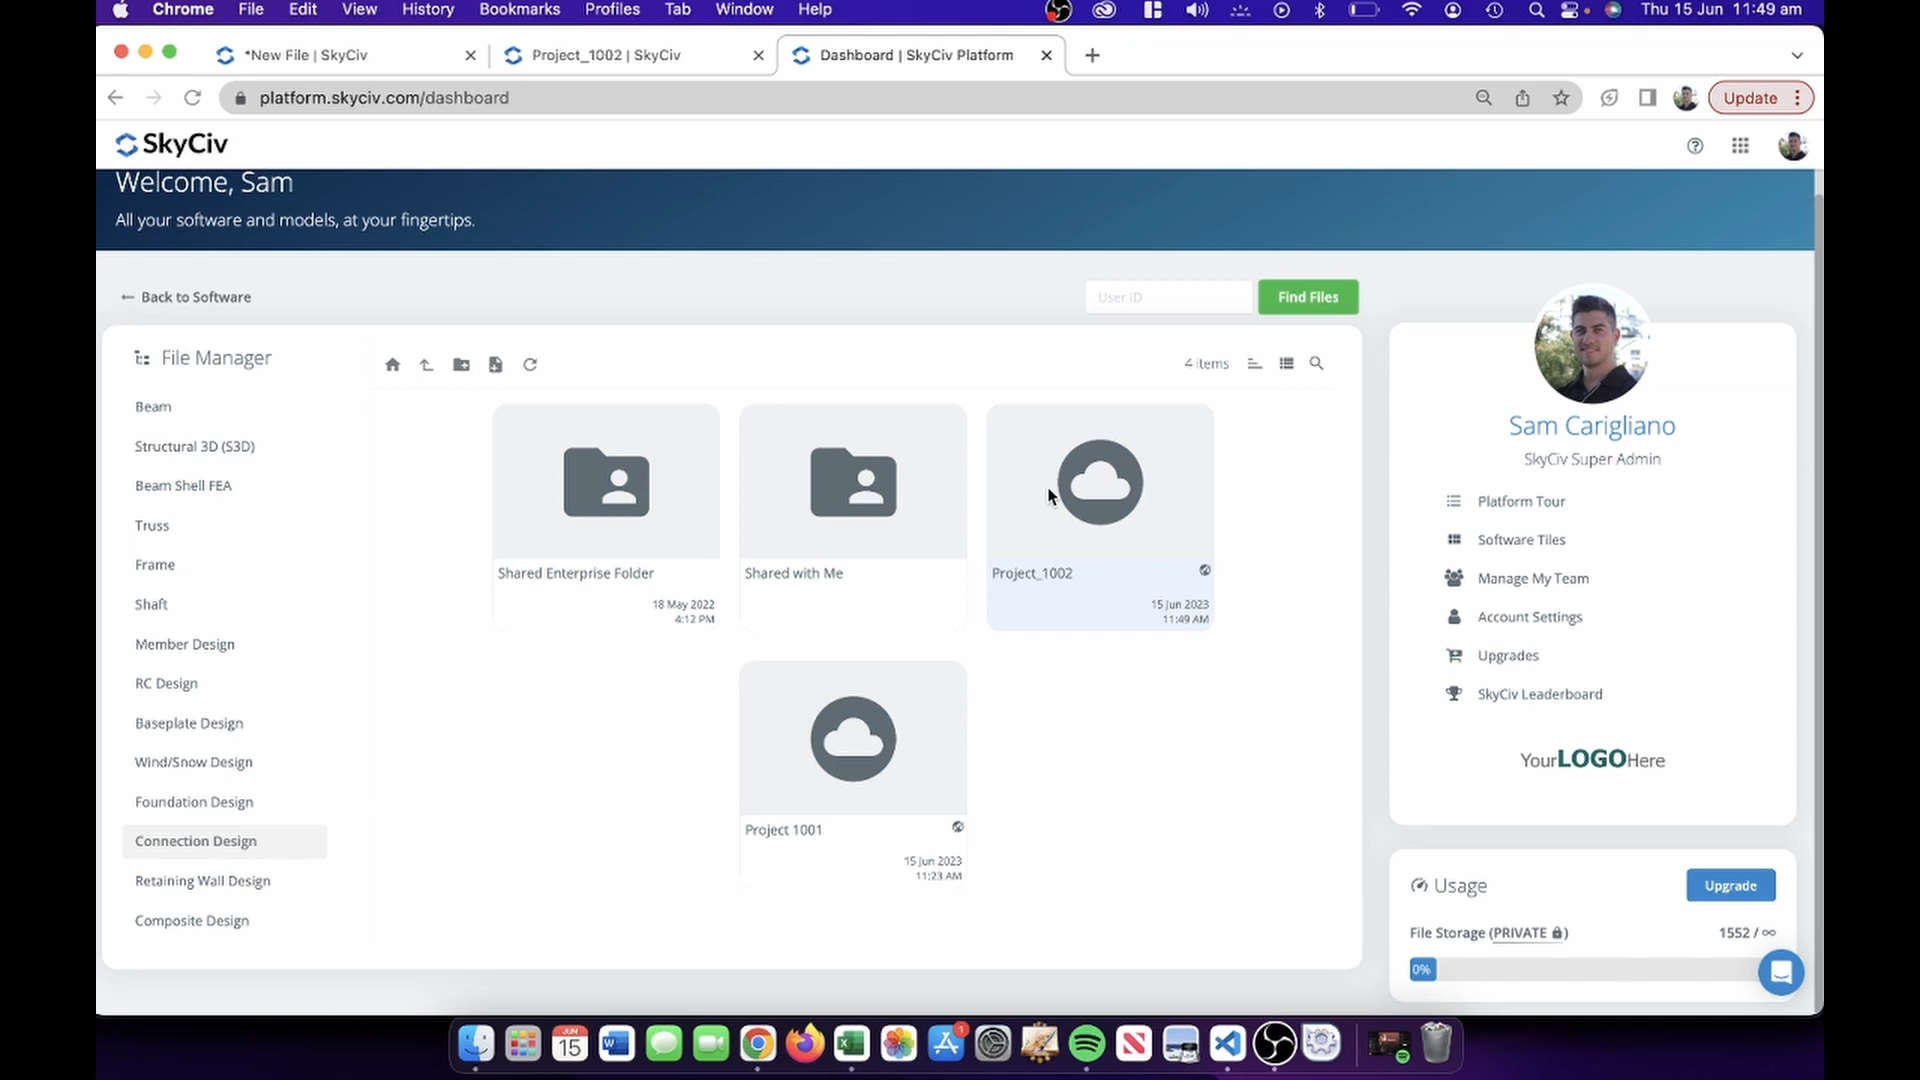 Chrome File Edit View History Bookmarks Profiles Tab Window Help Thu 15 Jun 11:49 am
*New File | SkyCiv Project_1002 | SkyCiv Dashboard | SkyCiv Platform
platform.skyciv.com/dashboard Update
SkyCiv
Welcome, Sam
All your software and models, at your fingertips.
Back to Software User ID Find Files
File Manager 4 items
Beam
Structural 3D (S3D)
Beam Shell FEA
Truss
Frame
Shaft
Member Design
RC Design
Baseplate Design
Wind/Snow Design
Foundation Design
Connection Design
Retaining Wall Design
Composite Design
Shared Enterprise Folder
18 May 2022
4:12 PM
Shared with Me
Project_1002
15 Jun 2023
11:49 AM
Project 1001
15 Jun 2023
11:23 AM
Sam Carigliano
SkyCiv Super Admin
Platform Tour
Software Tiles
Manage My Team
Account Settings
Upgrades
SkyCiv Leaderboard
YourLOGOHere
Usage Upgrade
File Storage (PRIVATE) 1552 / ∞
0%
JUN
15
W
X
1